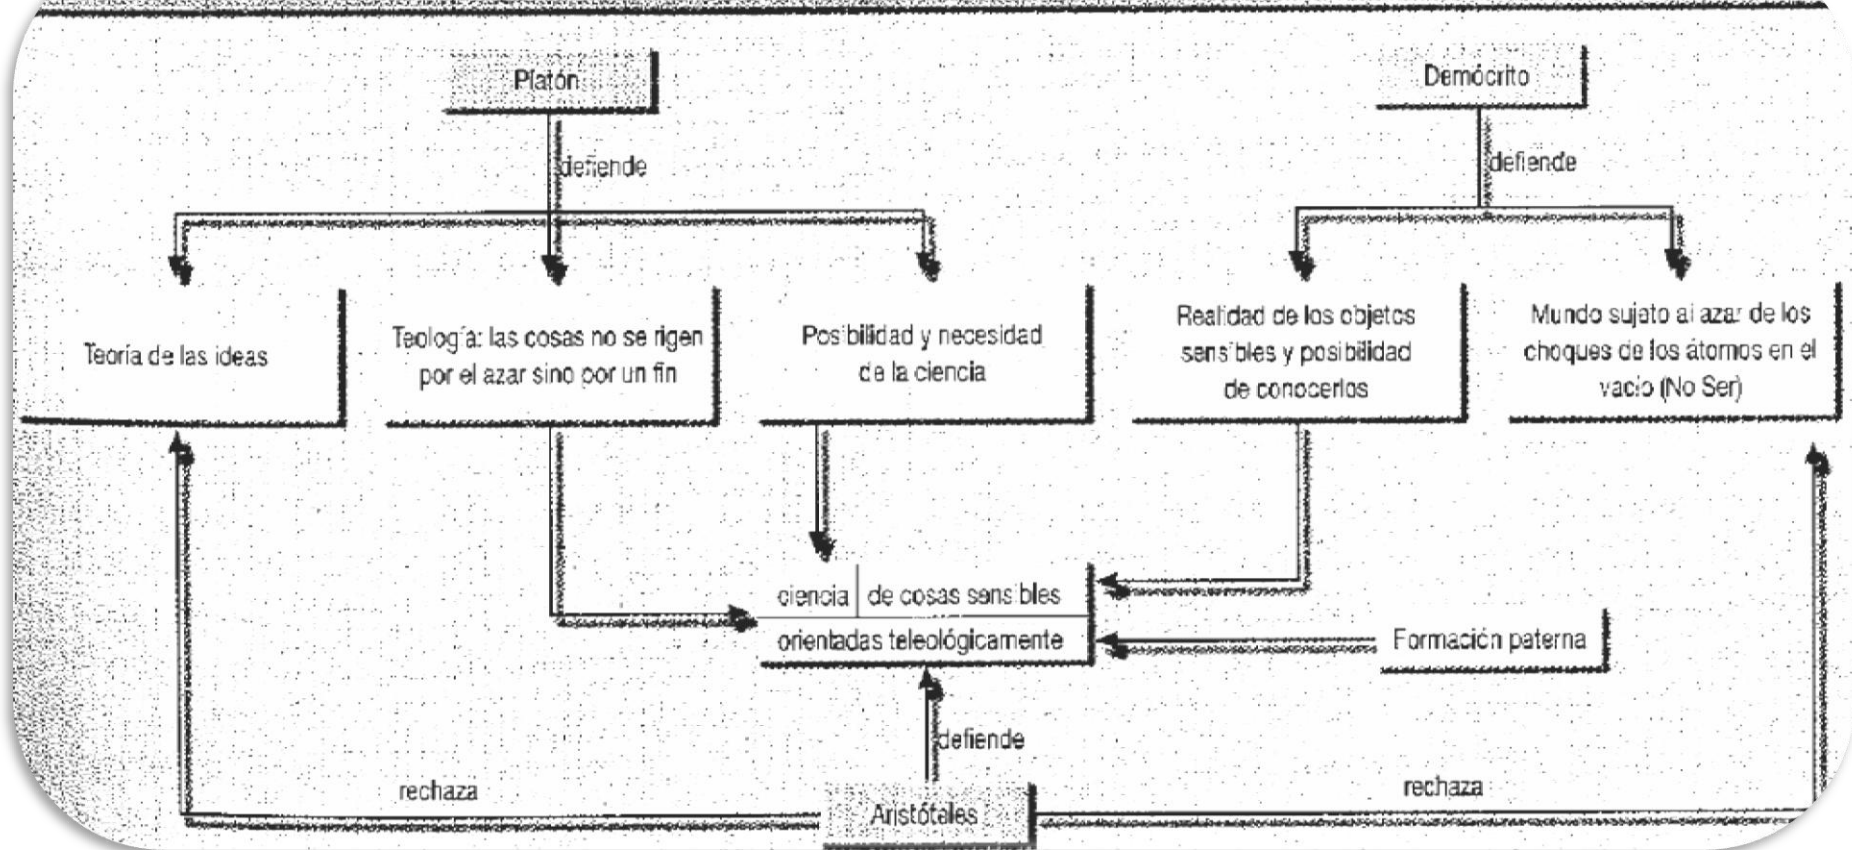 Platón
Demócrito
defiende
defiende
Teoría de las ideas
Teología: las cosas no se rigen
por el azar sino por un fin
Posibilidad y necesidad
de la ciencia
Realidad de los objetos
sensibles y posibilidad
de conocerlos
Mundo sujeto al azar de los
choques de los átomos en el
vacío (No Ser)
ciencia de cosas sensibles
orientadas teleológicamente
Formación paterna
defiende
rechaza
rechaza
Aristóteles